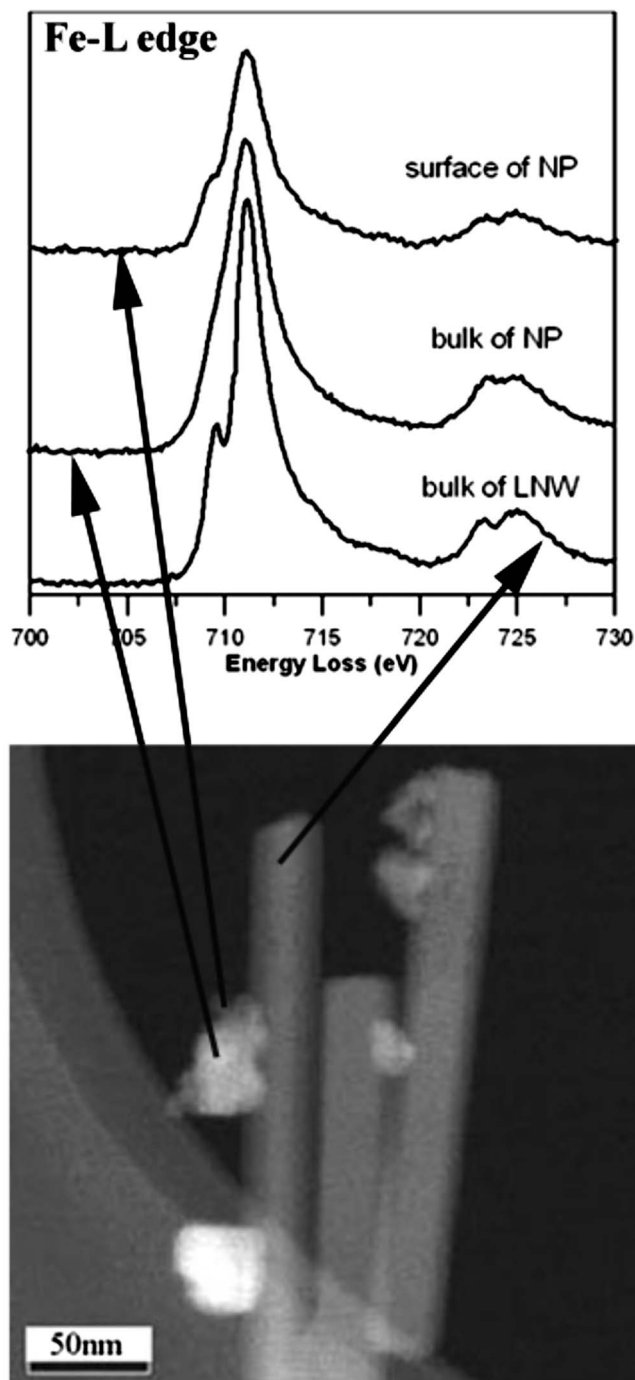 Fe-L edge
surface of NP
bulk of NP
bulk of LNW
700 705 710 715 720 725 730
Energy Loss (eV)
50nm